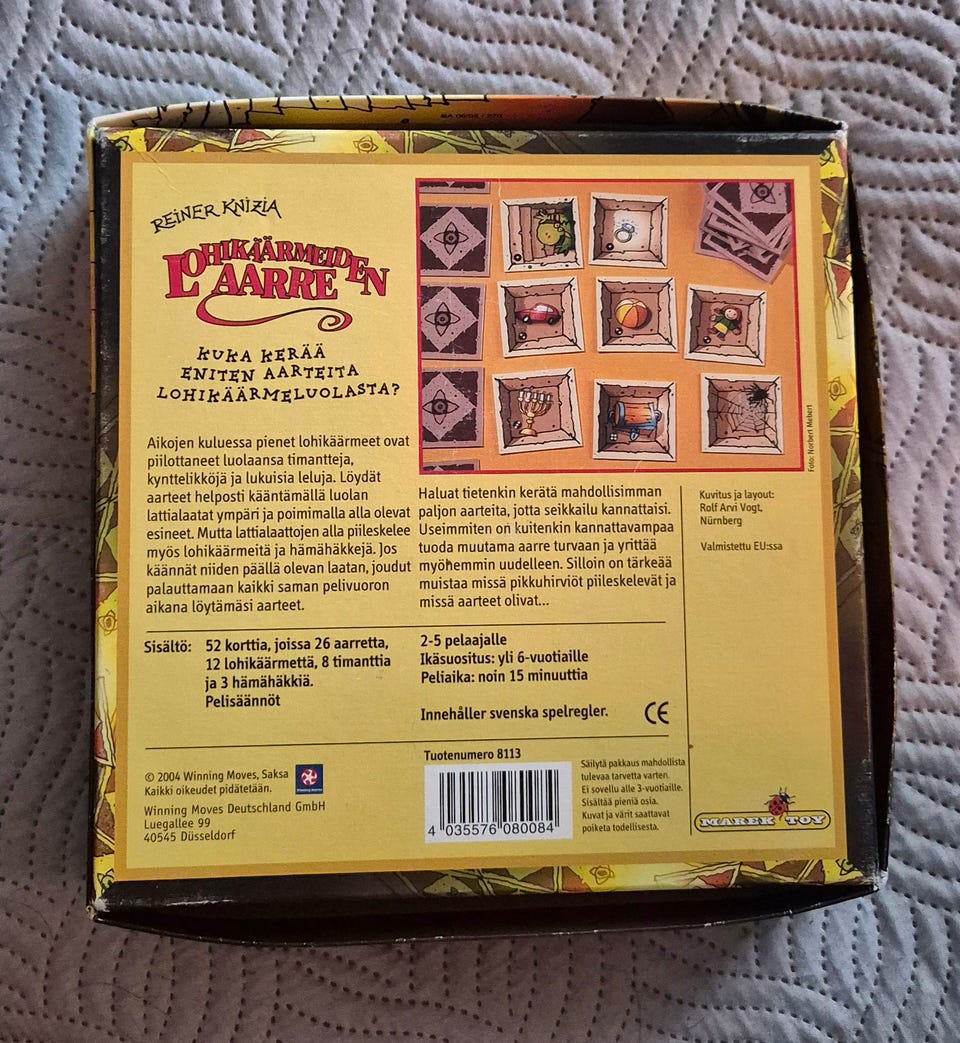 REINER KNIZIA
LOHIKÄÄRMEIDEN
AARRE
KUKA KERÄÄ
ENITEN AARTEITA
LOHIKÄÄRMELUOLASTA?
Aikojen kuluessa pienet lohikäärmeet ovat
piilottaneet luolaansa timantteja,
kynttelikköjä ja lukuisia leluja. Löydät
aarteet helposti kääntämällä luolan
lattialaatat ympäri ja poimimalla alla olevat
esineet. Mutta lattialaattojen alla piileskelee
myös lohikäärmeitä ja hämähäkkejä. Jos
käännät niiden päällä olevan laatan, joudut
palauttamaan kaikki saman pelivuoron
aikana löytämäsi aarteet.
Foto: Norbert Mebert
Haluat tietenkin kerätä mahdollisimman
paljon aarteita, jotta seikkailu kannattaisi.
Useimmiten on kuitenkin kannattavampaa
tuoda muutama aarre turvaan ja yrittää
myöhemmin uudelleen. Silloin on tärkeää
muistaa missä pikkuhirviöt piileskelevät ja
missä aarteet olivat...
Kuvitus ja layout:
Rolf Arvi Vogt,
Nürnberg
Valmistettu EU:ssa
Sisältö: 52 korttia, joissa 26 aarretta,
12 lohikäärmettä, 8 timanttia
ja 3 hämähäkkiä.
Pelisäännöt
2-5 pelaajalle
Ikäsuositus: yli 6-vuotiaille
Peliaika: noin 15 minuuttia
Innehåller svenska spelregler.
CE
© 2004 Winning Moves, Saksa
Kaikki oikeudet pidätetään.
Winning Moves Deutschland GmbH
Luegallee 99
40545 Düsseldorf
Tuotenumero 8113
4 035576 080084
Säilytä pakkaus mahdollista
tulevaa tarvetta varten.
Ei sovellu alle 3-vuotiaille.
Sisältää pieniä osia.
Kuvat ja värit saattavat
poiketa todellisesta.
MAREK TOY